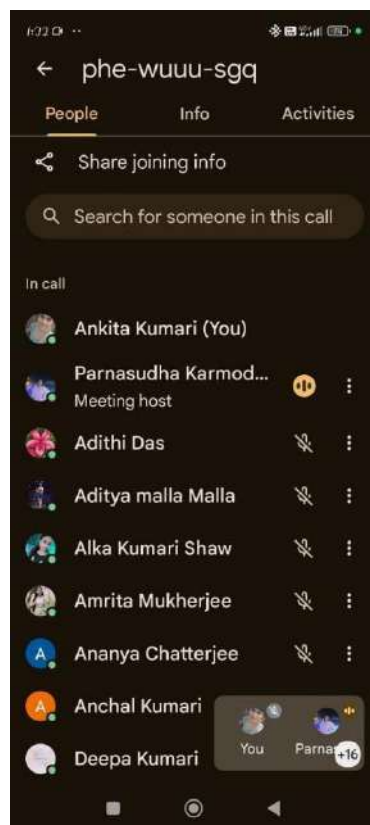 phe-wuuu-sgq
People Info Activities
Share joining info
Search for someone in this call
In call
Ankita Kumari (You)
Parnasudha Karmod...
Meeting host
Adithi Das
Aditya malla Malla
Alka Kumari Shaw
Amrita Mukherjee
A Ananya Chatterjee
A Anchal Kumari
Deepa Kumari
You Parna +16